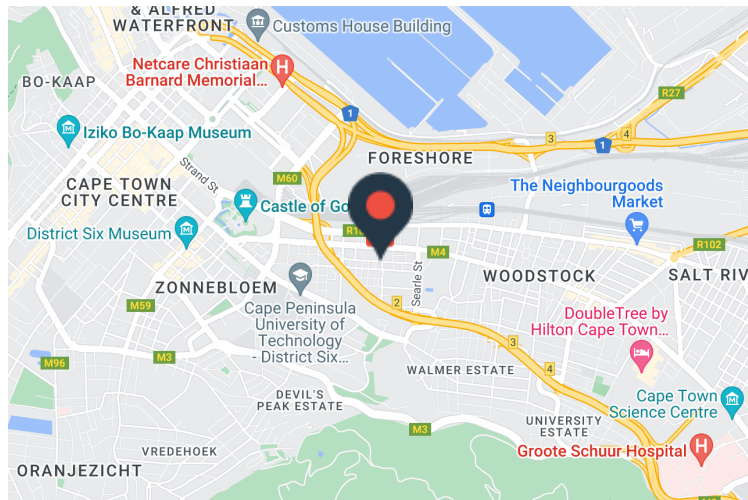 & ALFRED
WATERFRONT
Customs House Building
Netcare Christiaan
Barnard Memorial...
H
BO-KAAP
R27
1
3
4
1
Iziko Bo-Kaap Museum
FORESHORE
Strand St
M60
CAPE TOWN
CITY CENTRE
The Neighbourgoods
Market
Castle of Go
District Six Museum
M4
R102
WOODSTOCK
SALT RIV
Searle St
ZONNEBLOEM
M59
2
Cape Peninsula
University of
Technology
- District Six...
DoubleTree by
Hilton Cape Town...
3
M3
M96
4
WALMER ESTATE
DEVIL'S
PEAK ESTATE
Cape Town
Science Centre
M3
UNIVERSITY
ESTATE
VREDEHOEK
Groote Schuur Hospital
H
ORANJEZICHT